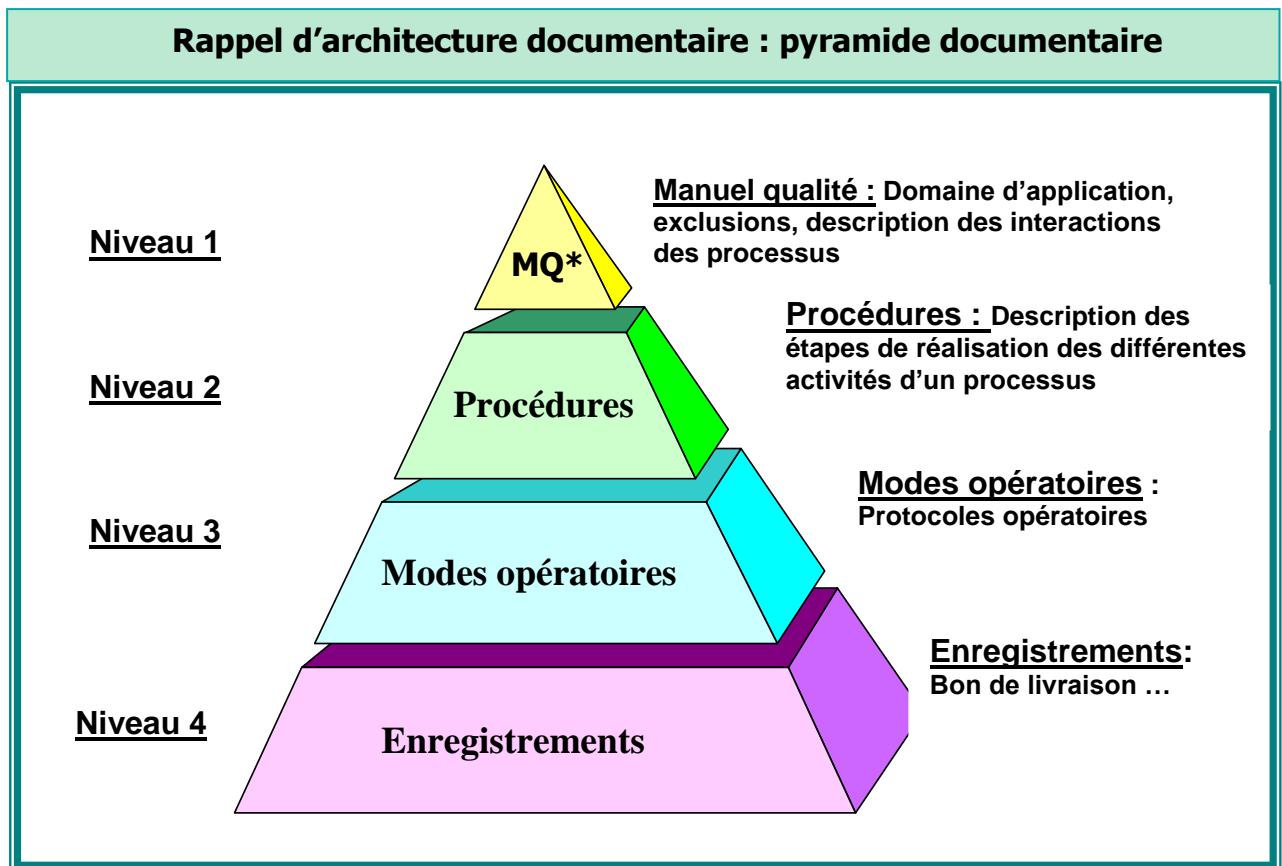 Rappel d’architecture documentaire : pyramide documentaire
Niveau 1
MQ*
Manuel qualité : Domaine d’application,
exclusions, description des interactions
des processus
Niveau 2
Procédures
Procédures : Description des
étapes de réalisation des différentes
activités d’un processus
Niveau 3
Modes opératoires
Modes opératoires :
Protocoles opératoires
Niveau 4
Enregistrements
Enregistrements:
Bon de livraison …